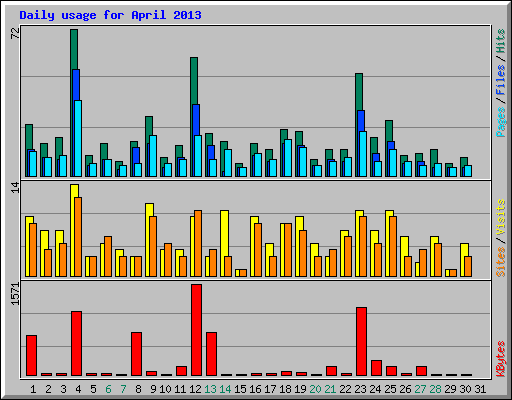 Daily usage for April 2013
72
Pages / Files / Hits
14
Sites / Visits
1571
KBytes
1 2 3 4 5 6 7 8 9 10 11 12 13 14 15 16 17 18 19 20 21 22 23 24 25 26 27 28 29 30 31